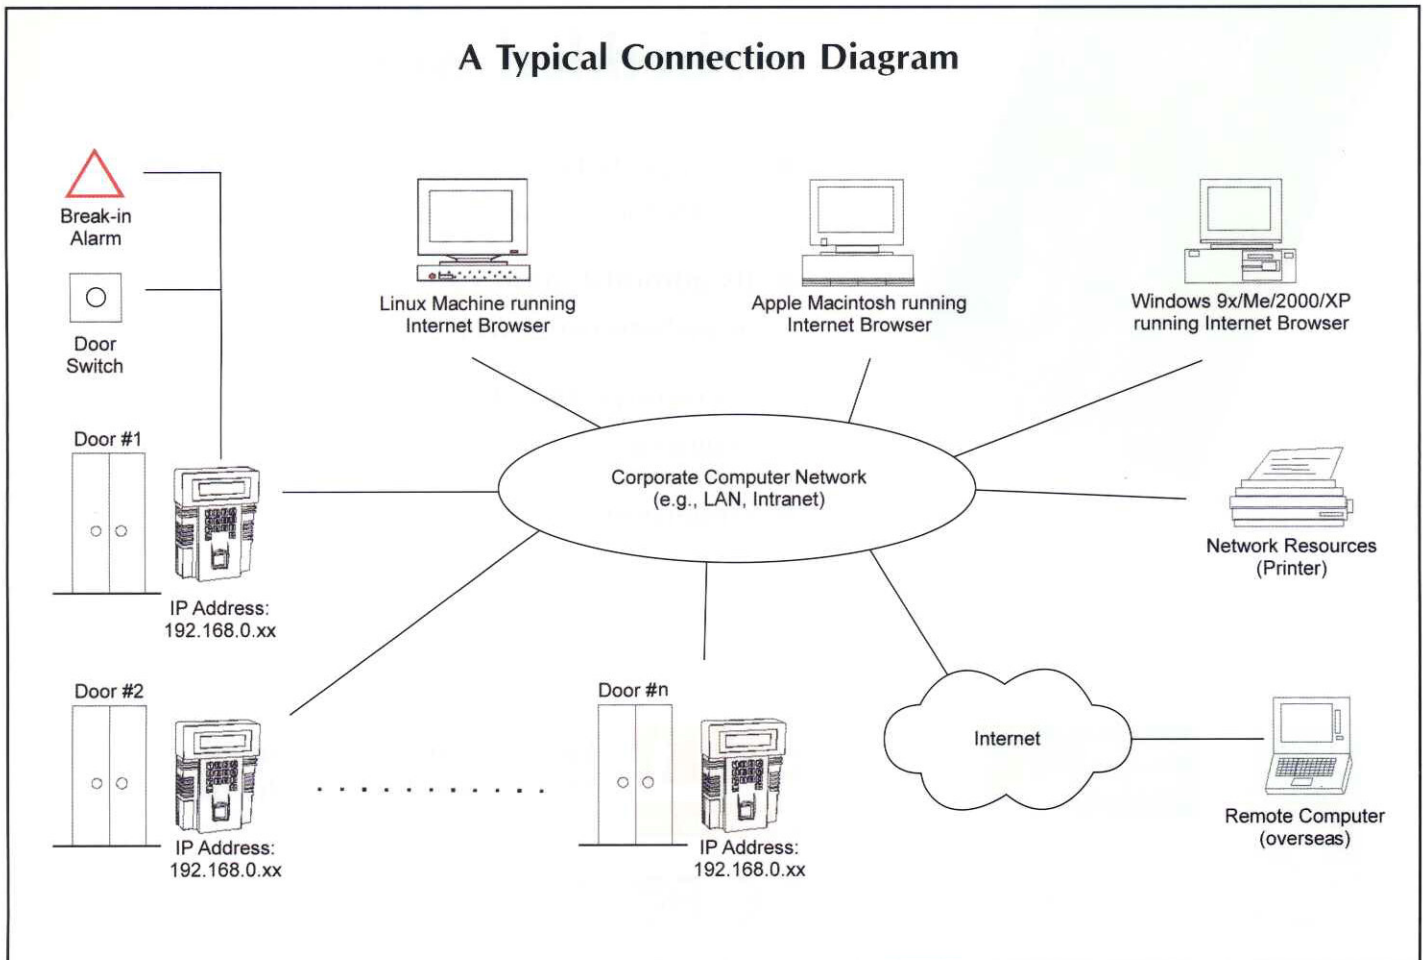 A Typical Connection Diagram
Break-in
Alarm
Door
Switch
Linux Machine running
Internet Browser
Apple Macintosh running
Internet Browser
Windows 9x/Me/2000/XP
running Internet Browser
Door #1
IP Address:
192.168.0.xx
Corporate Computer Network
(e.g., LAN, Intranet)
Network Resources
(Printer)
Door #2
IP Address:
192.168.0.xx
Door #n
IP Address:
192.168.0.xx
Internet
Remote Computer
(overseas)